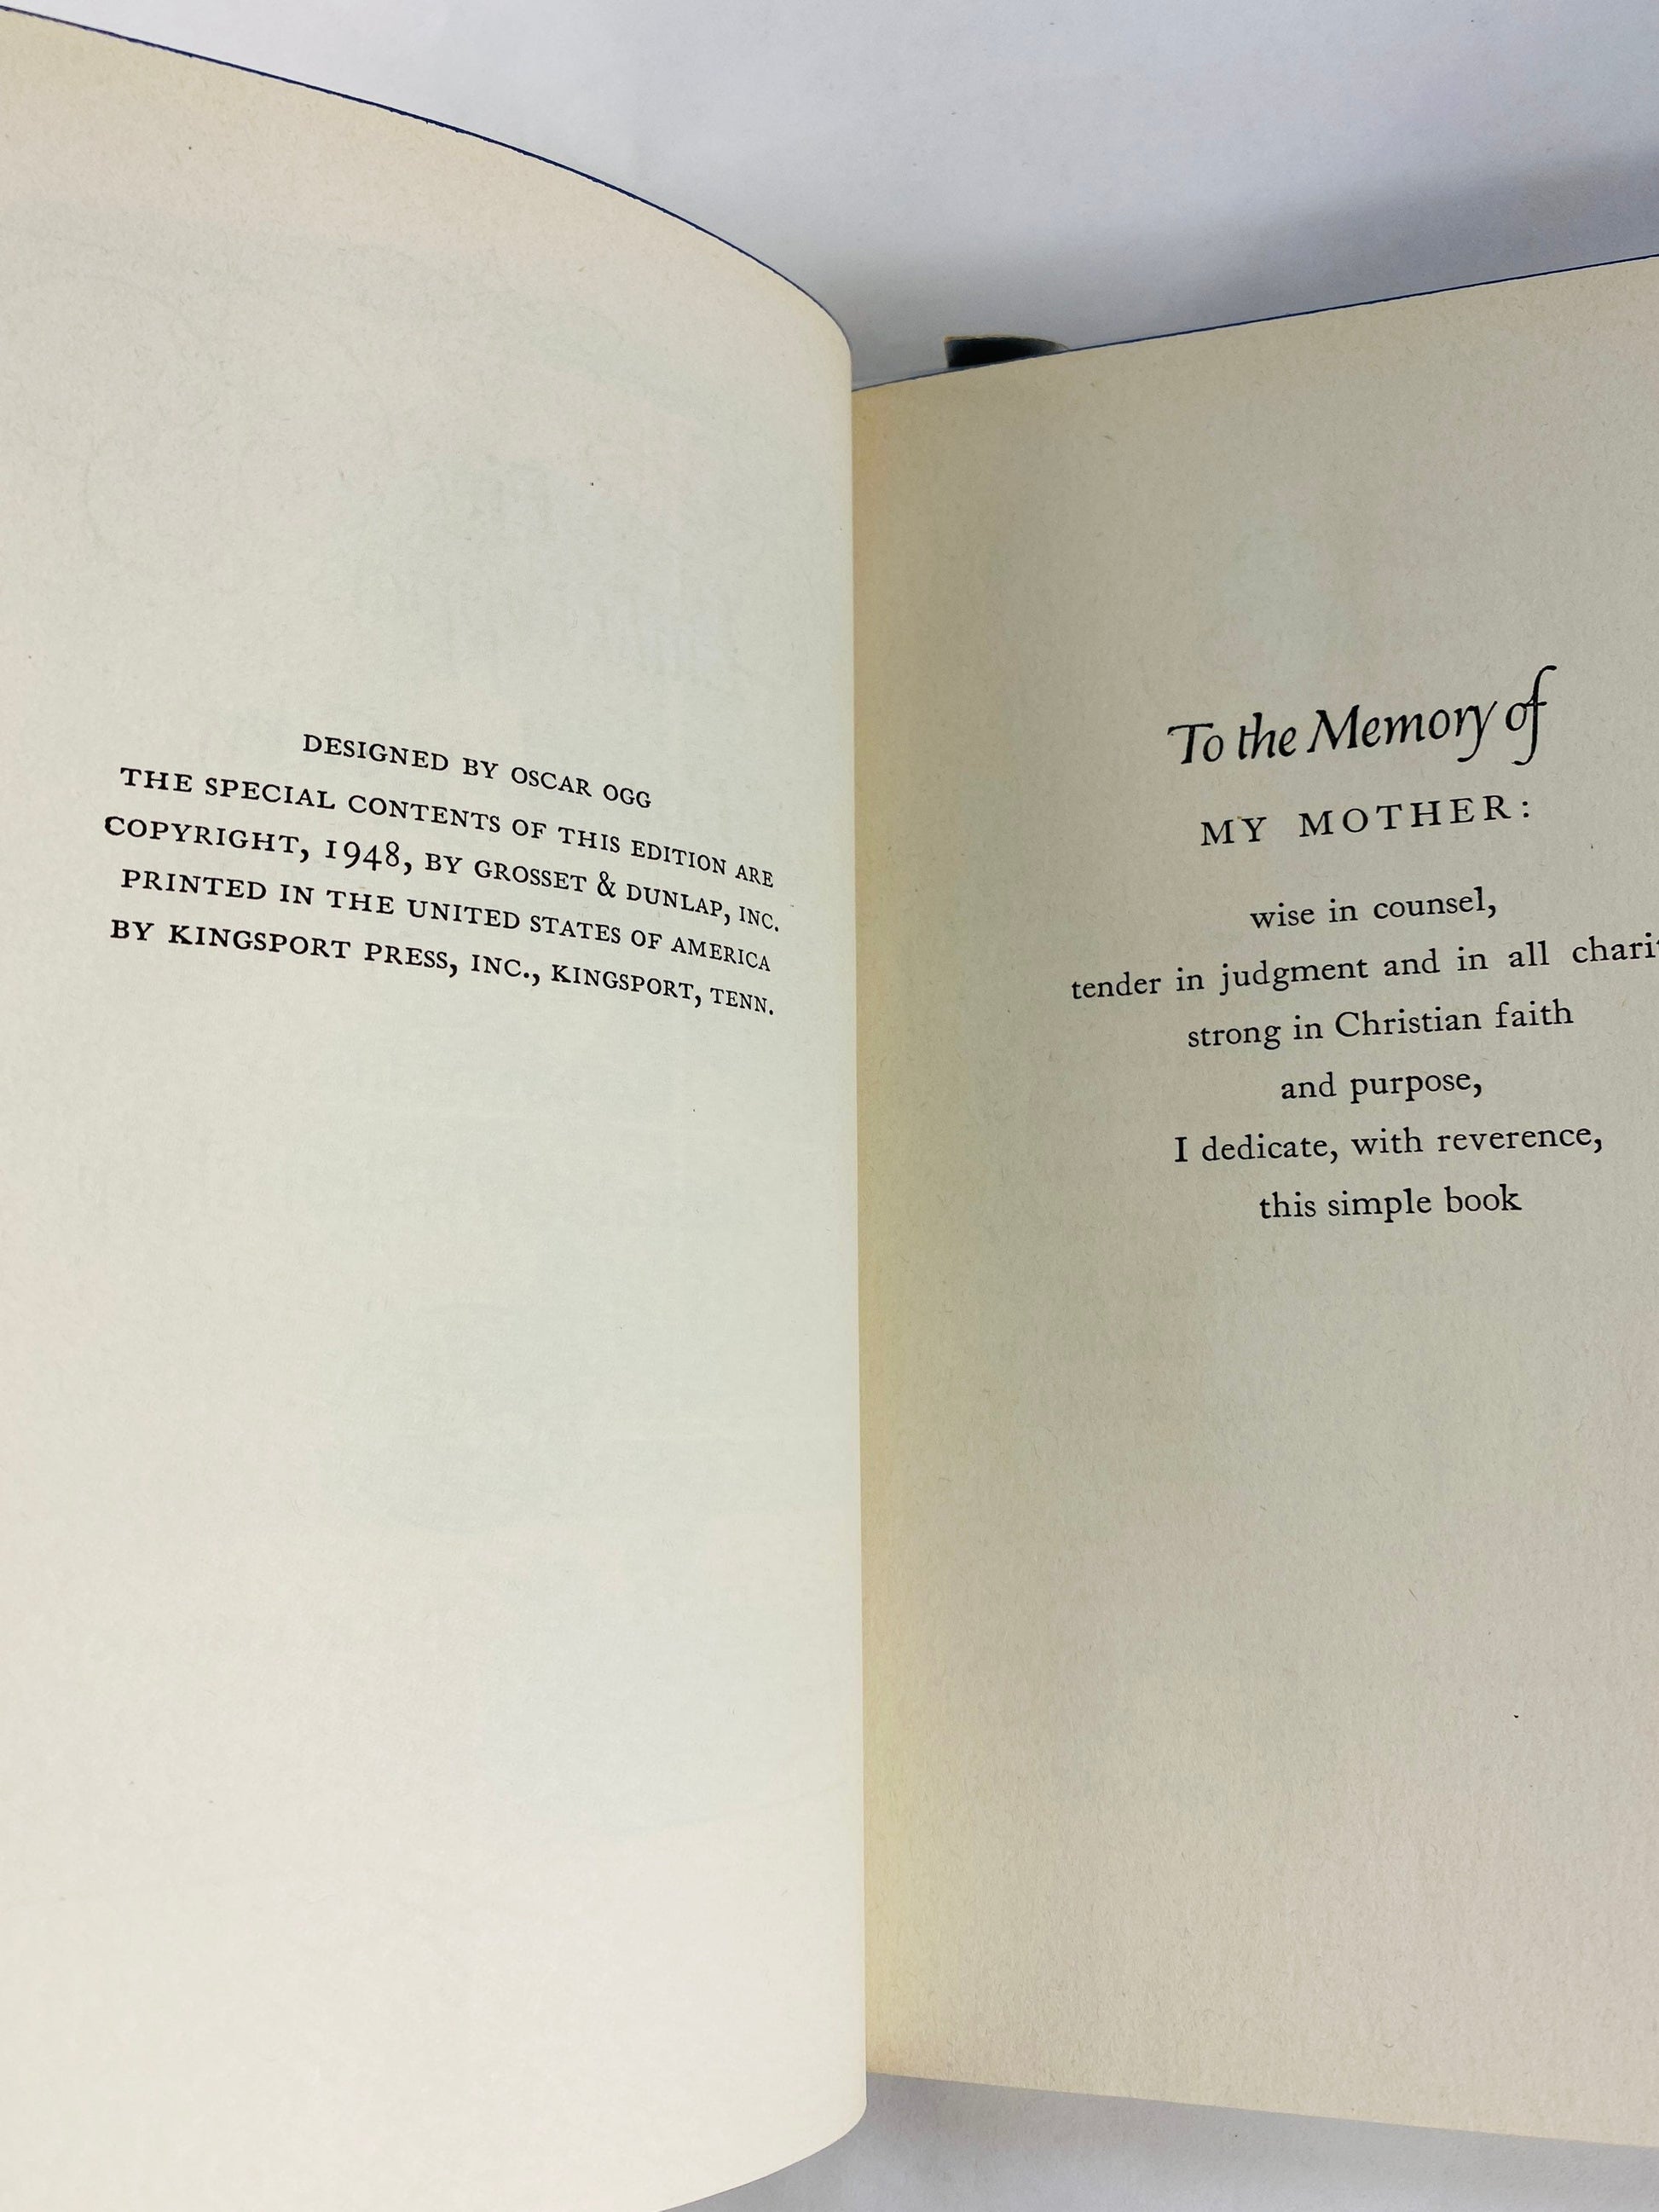 DESIGNED BY OSCAR OGG
THE SPECIAL CONTENTS OF THIS EDITION ARE
COPYRIGHT, 1948, BY GROSSET & DUNLAP, INC.
PRINTED IN THE UNITED STATES OF AMERICA
BY KINGSPORT PRESS, INC., KINGSPORT, TENN.
To the Memory of
MY MOTHER:
wise in counsel,
tender in judgment and in all
strong in Christian faith
and purpose,
I dedicate, with reverence,
this simple book